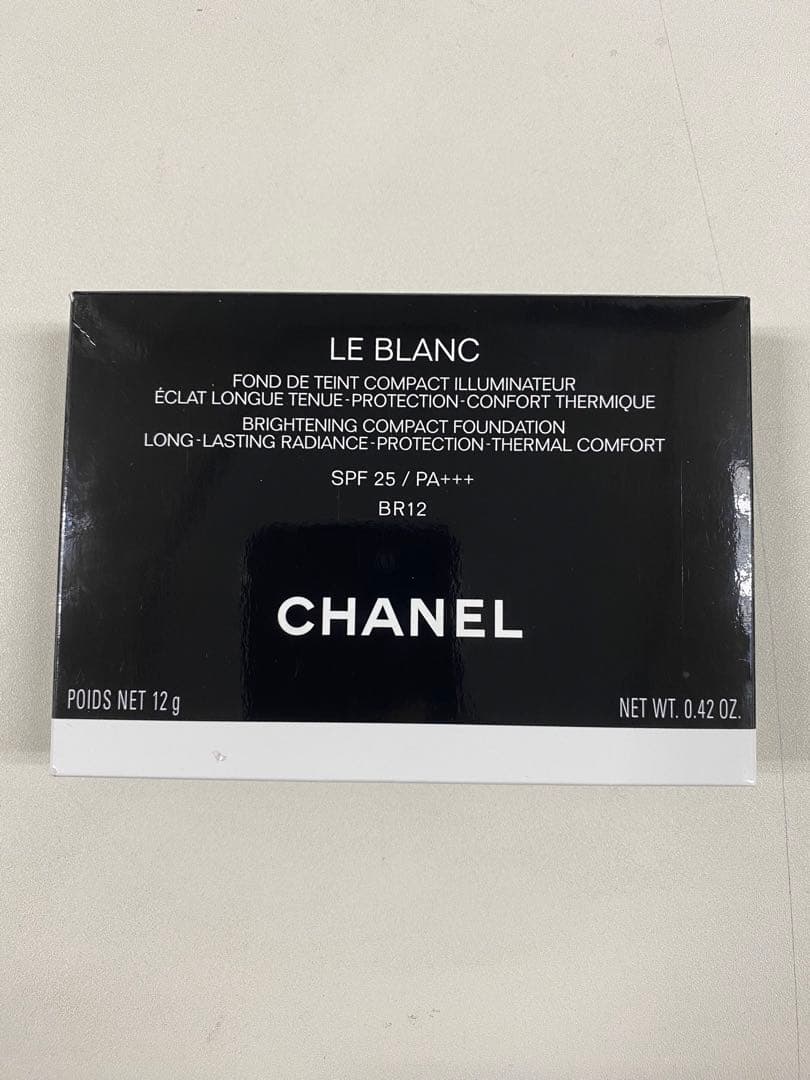 LE BLANC
FOND DE TEINT COMPACT ILLUMINATEUR
ÉCLAT LONGUE TENUE-PROTECTION-CONFORT THERMIQUE
BRIGHTENING COMPACT FOUNDATION
LONG-LASTING RADIANCE-PROTECTION-THERMAL COMFORT
SPF 25 / PA+++
BR12
CHANEL
POIDS NET 12 g
NET WT. 0.42 OZ.